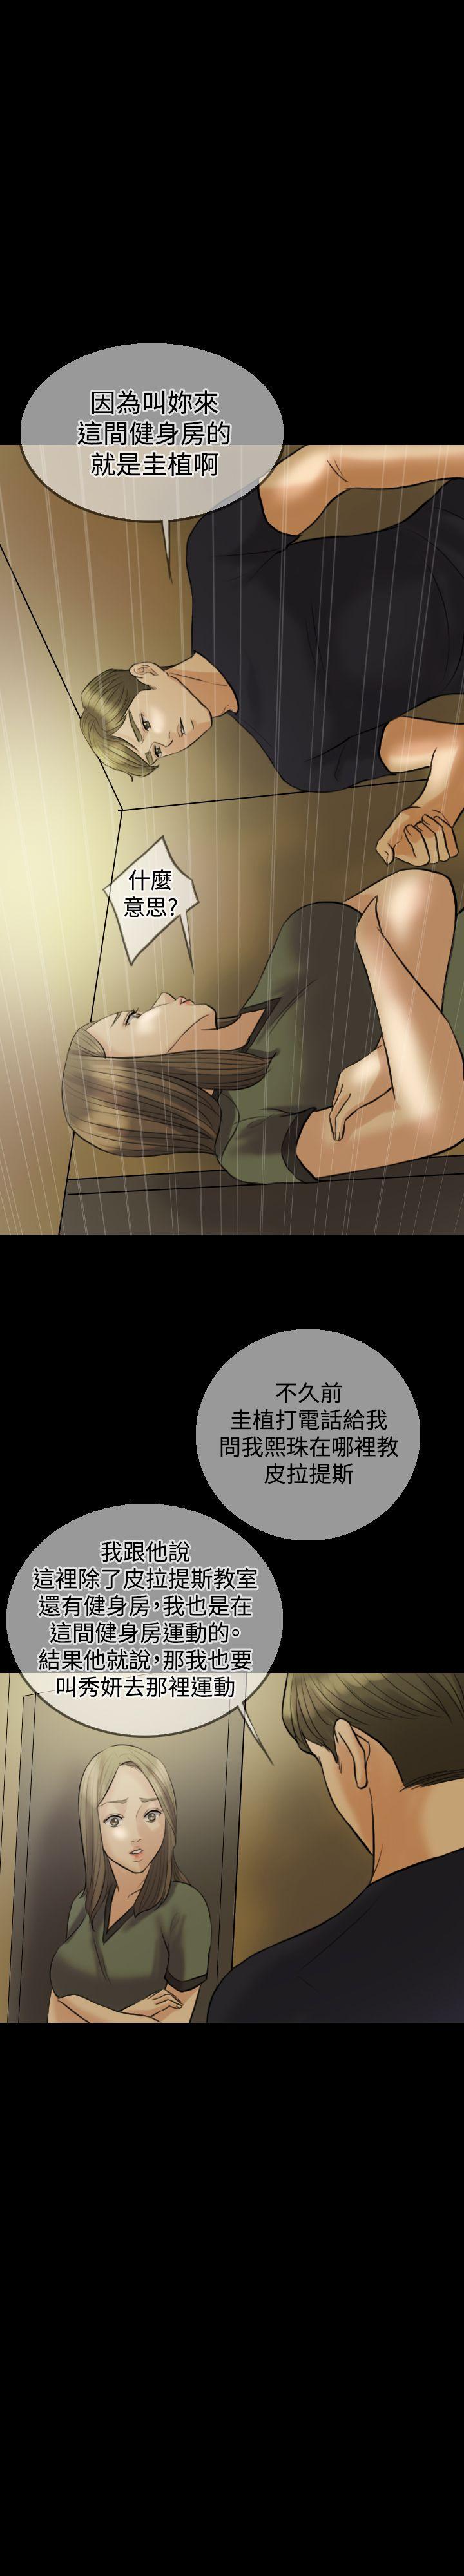 因為叫妳來
這間健身房的
就是圭植啊
什麼
意思?
不久前
圭植打電話給我
問我熙珠在哪裡教
皮拉提斯
我跟他說
這裡除了皮拉提斯教室
還有健身房，我也是在
這間健身房運動的。
結果他就說，那我也要
叫秀妍去那裡運動